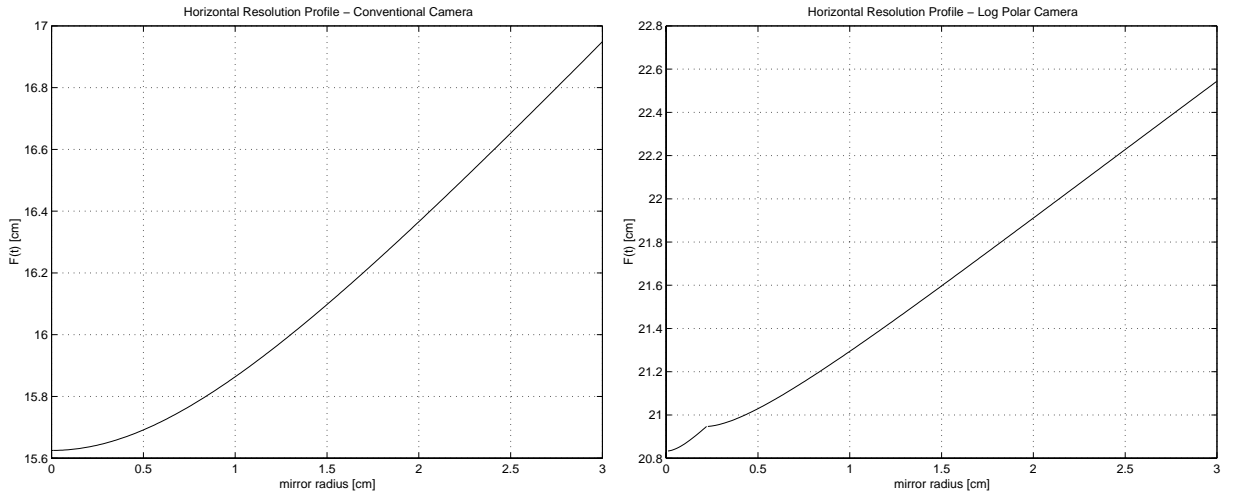 Horizontal Resolution Profile – Conventional Camera
17
16.8
16.6
16.4
16.2
16
15.8
15.6
F(t) [cm]
0 0.5 1 1.5 2 2.5 3
mirror radius [cm]
Horizontal Resolution Profile – Log Polar Camera
22.8
22.6
22.4
22.2
22
21.8
21.6
21.4
21.2
21
20.8
F(t) [cm]
0 0.5 1 1.5 2 2.5 3
mirror radius [cm]